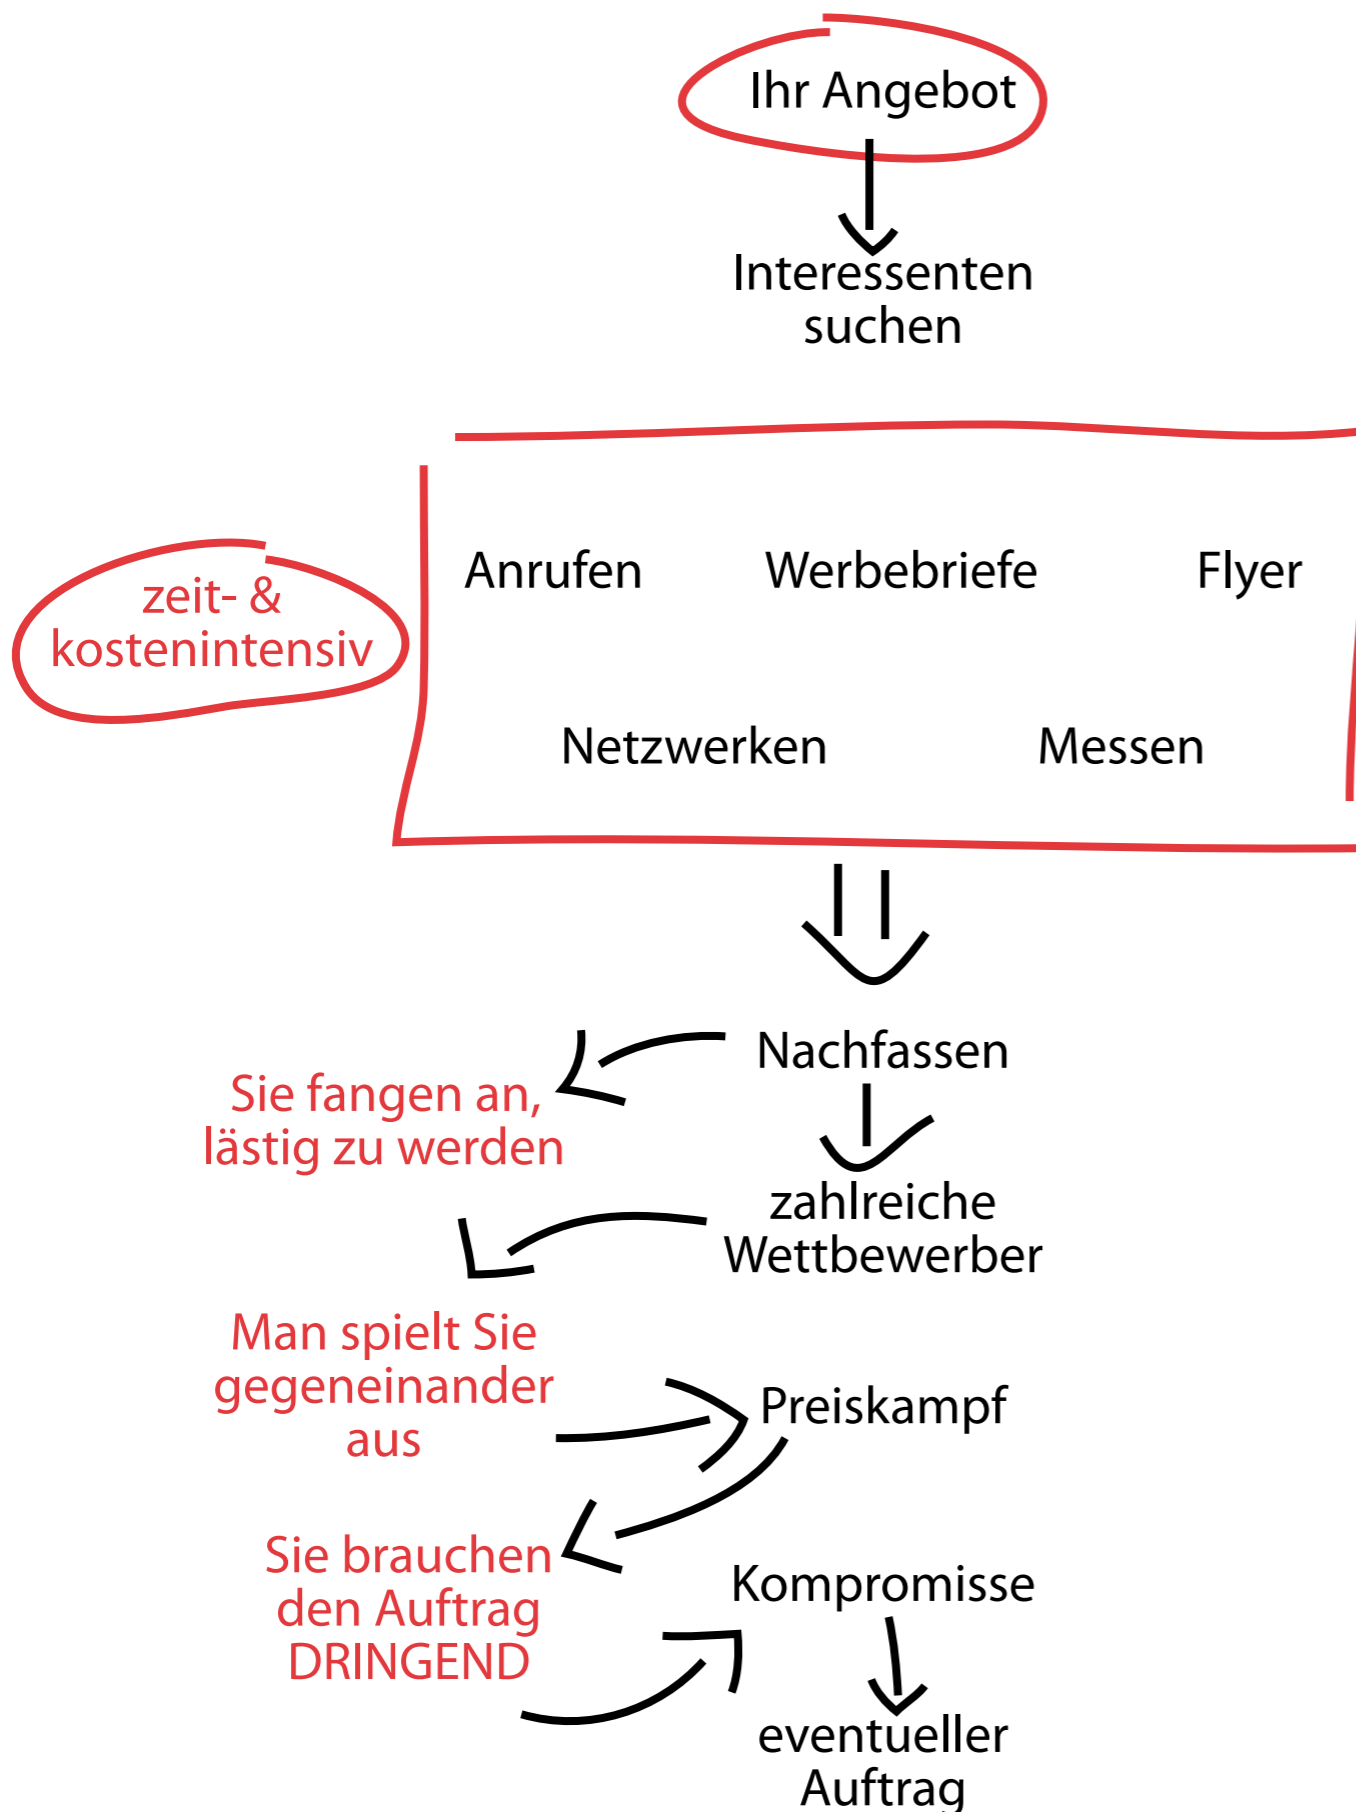 Ihr Angebot
Interessenten
suchen
zeit- &
kostenintensiv
Anrufen Werbebriefe Flyer
Netzwerken Messen
Nachfassen
Sie fangen an,
lästig zu werden
zahlreiche
Wettbewerber
Man spielt Sie
gegeneinander
aus
Preiskampf
Sie brauchen
den Auftrag
DRINGEND
Kompromisse
eventueller
Auftrag